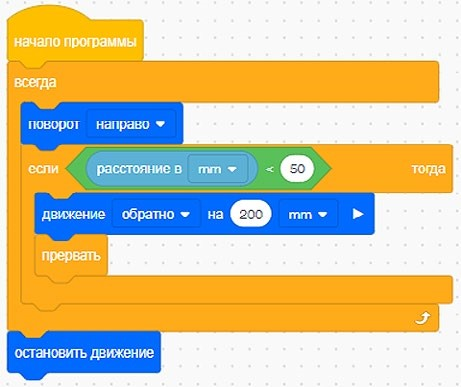 начало программы
всегда
поворот направо
если расстояние в mm < 50 тогда
движение обратно на 200 mm
прервать
остановить движение